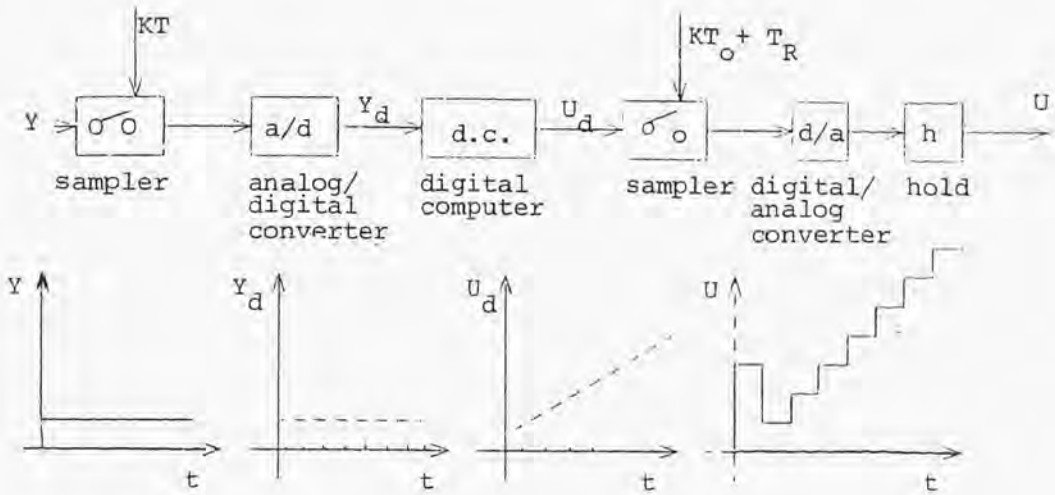 KT
KT_o + T_R
Y
a/d
Y_d
d.c.
U_d
d/a
h
U
sampler
analog/
digital
converter
digital
computer
sampler
digital/
analog
converter
hold
Y
t
Y_d
t
U_d
t
U
t